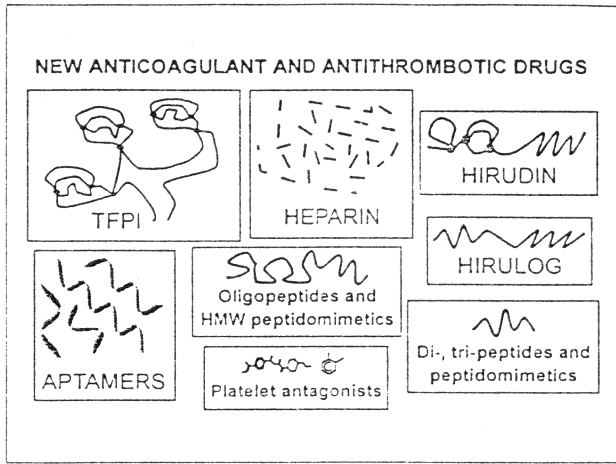 NEW ANTICOAGULANT AND ANTITHROMBOTIC DRUGS
TFPI
HEPARIN
HIRUDIN
HIRULOG
APTAMERS
Oligopeptides and
HMW peptidomimetics
Platelet antagonists
Di-, tri-peptides and
peptidomimetics